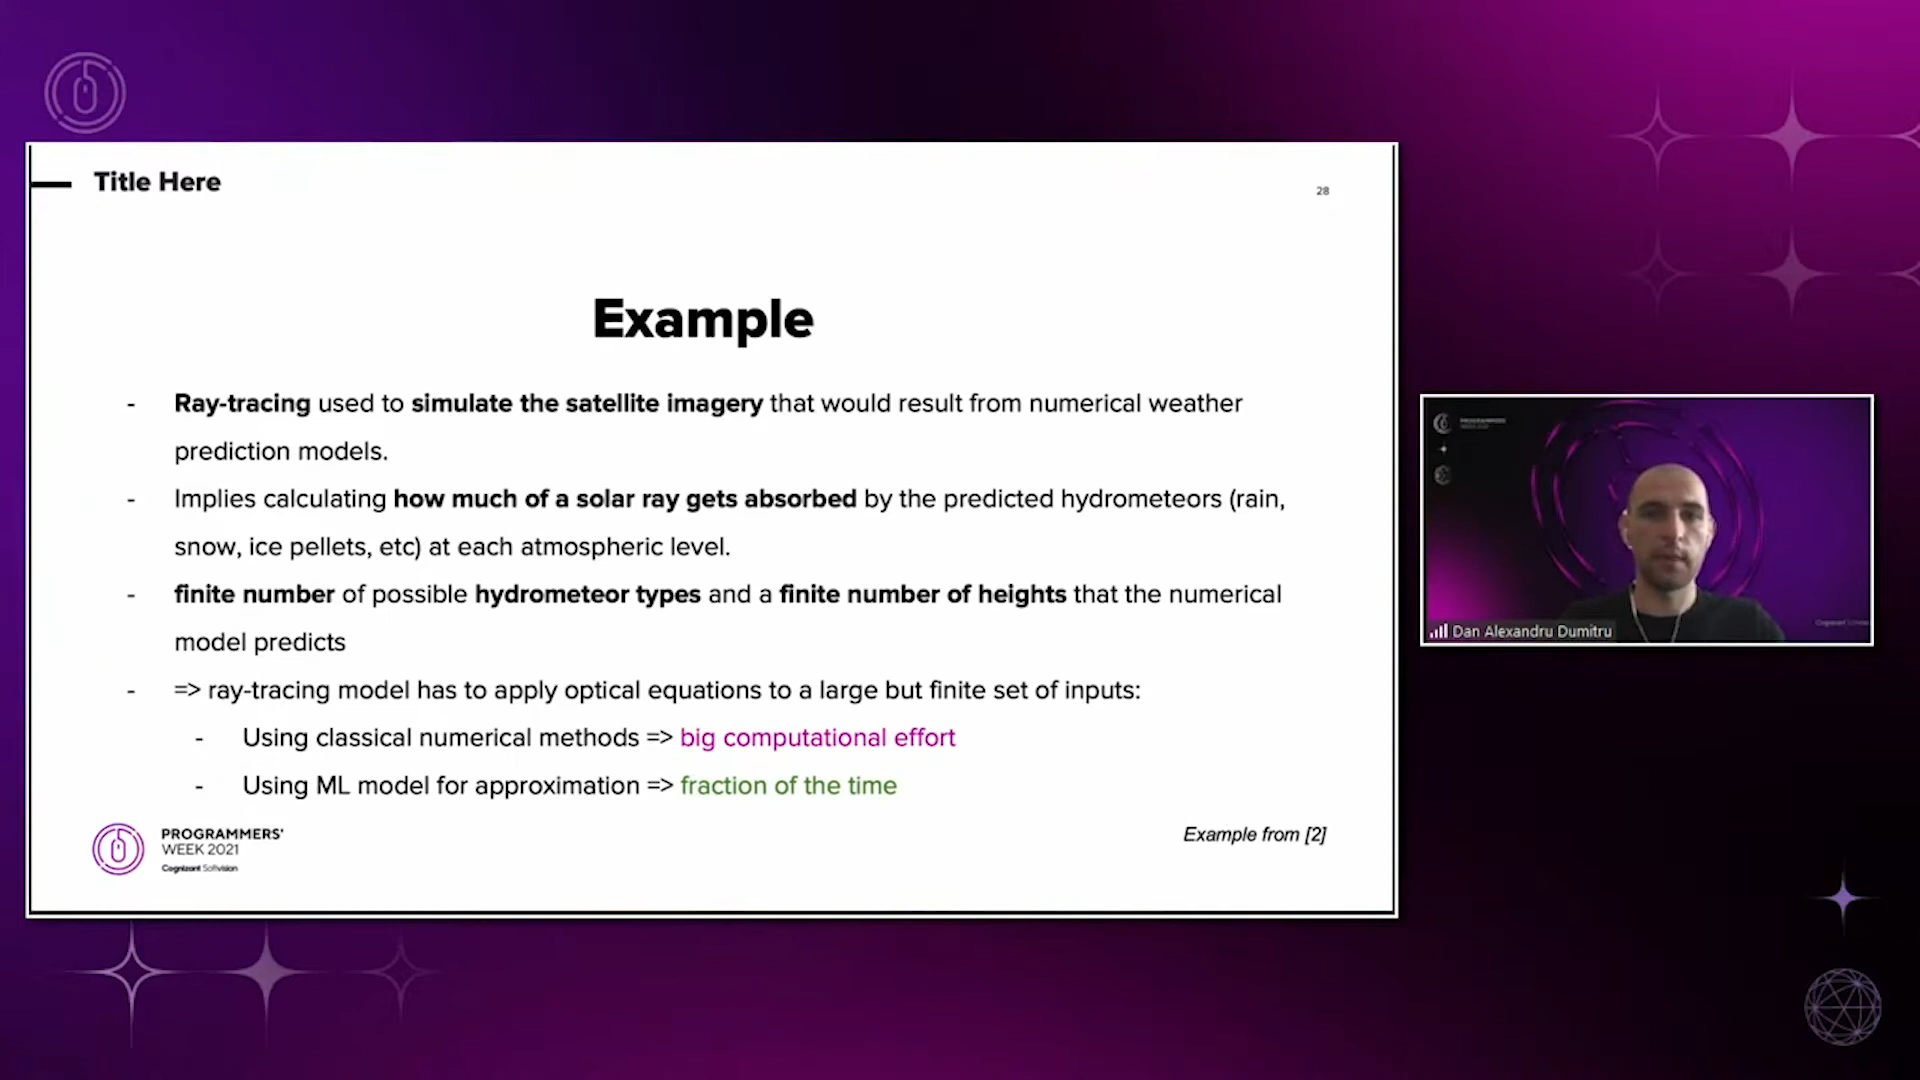 Title Here
28
Example
- Ray-tracing used to simulate the satellite imagery that would result from numerical weather
prediction models.
- Implies calculating how much of a solar ray gets absorbed by the predicted hydrometeors (rain,
snow, ice pellets, etc) at each atmospheric level.
- finite number of possible hydrometeor types and a finite number of heights that the numerical
model predicts
- => ray-tracing model has to apply optical equations to a large but finite set of inputs:
- Using classical numerical methods => big computational effort
- Using ML model for approximation => fraction of the time
PROGRAMMERS'
WEEK 2021
Cognizant Softvision
Example from [2]
Dan Alexandru Dumitru